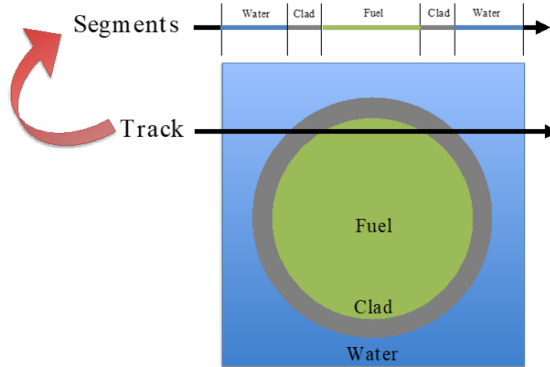 Water Clad Fuel Clad Water
Segments
Track
Fuel
Clad
Water